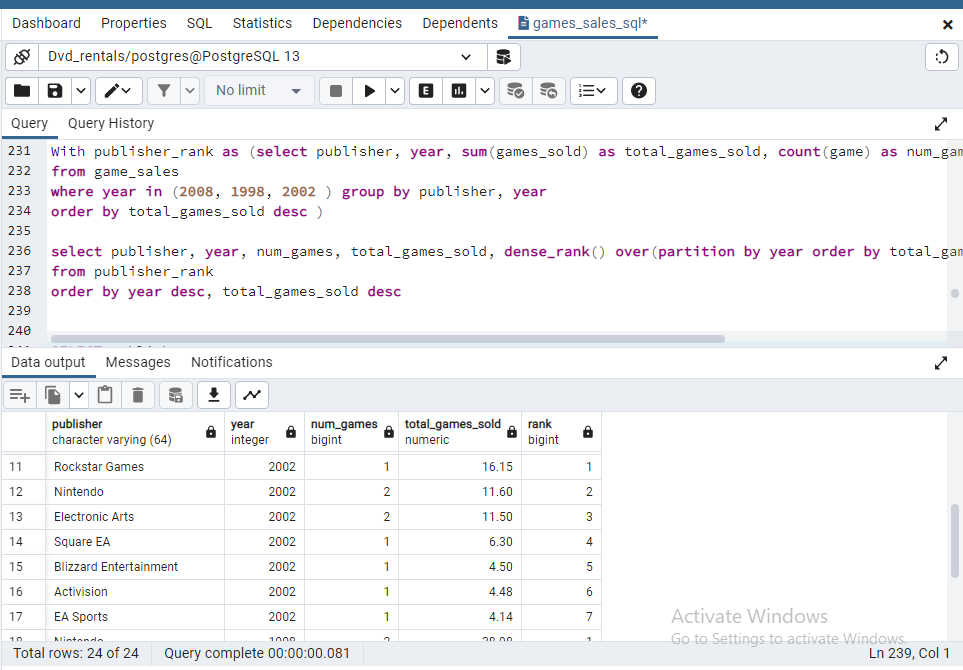 Dashboard Properties SQL Statistics Dependencies Dependents games_sales_sql*
Dvd_rentals/postgres@PostgreSQL 13
No limit
Query Query History
231 With publisher_rank as (select publisher, year, sum(games_sold) as total_games_sold, count(game) as num_gam
232 from game_sales
233 where year in (2008, 1998, 2002 ) group by publisher, year
234 order by total_games_sold desc )
235
236 select publisher, year, num_games, total_games_sold, dense_rank() over(partition by year order by total_gam
237 from publisher_rank
238 order by year desc, total_games_sold desc
239
240
Data output Messages Notifications
publisher year num_games total_games_sold rank
character varying (64) integer bigint numeric bigint
11 Rockstar Games 2002 1 16.15 1
12 Nintendo 2002 2 11.60 2
13 Electronic Arts 2002 2 11.50 3
14 Square EA 2002 1 6.30 4
15 Blizzard Entertainment 2002 1 4.50 5
16 Activision 2002 1 4.48 6
17 EA Sports 2002 1 4.14 7
Activate Windows
Go to Settings to activate Windows.
Total rows: 24 of 24 Query complete 00:00:00.081 Ln 239, Col 1